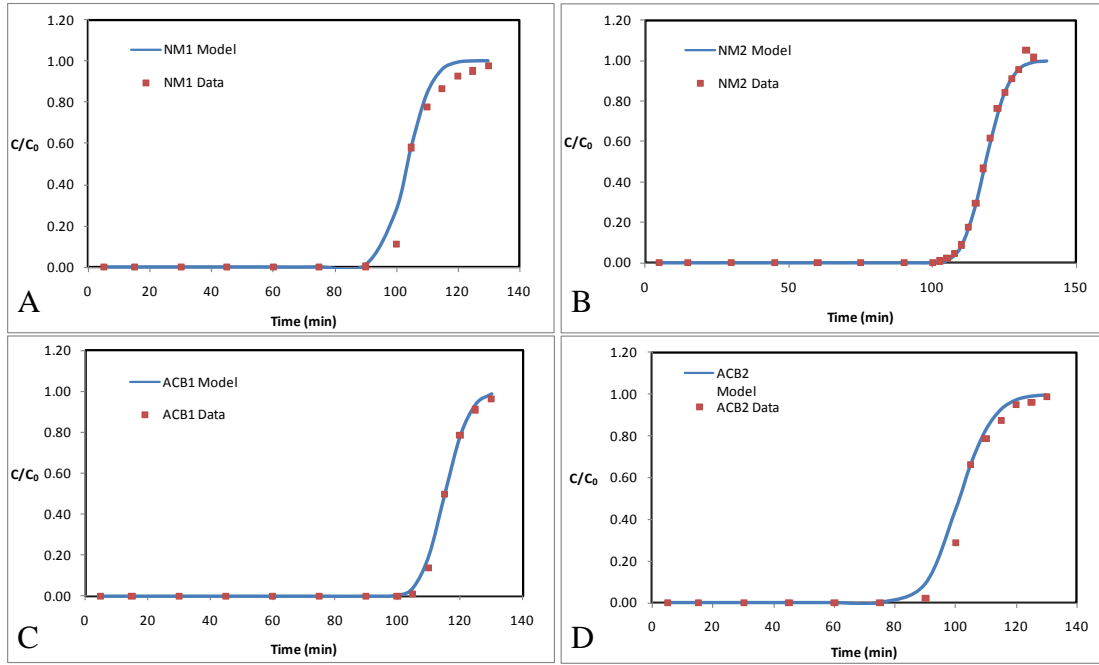 1.20
1.00
0.80
0.60
0.40
0.20
0.00
C/C₀
NM1 Model
NM1 Data
0 20 40 60 80 100 120 140
Time (min)
A
1.20
1.00
0.80
0.60
0.40
0.20
0.00
C/C₀
NM2 Model
NM2 Data
0 50 100 150
Time (min)
B
1.20
1.00
0.80
0.60
0.40
0.20
0.00
C/C₀
ACB1 Model
ACB1 Data
0 20 40 60 80 100 120 140
Time (min)
C
1.20
1.00
0.80
0.60
0.40
0.20
0.00
C/C₀
ACB2
Model
ACB2 Data
0 20 40 60 80 100 120 140
Time (min)
D